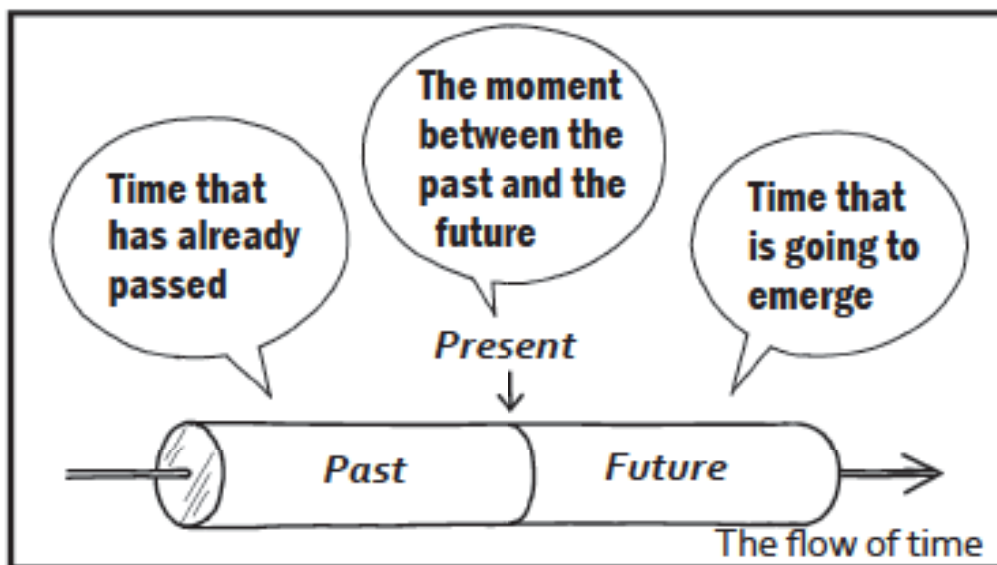 Time that
has already
passed
The moment
between the
past and the
future
Time that
is going to
emerge
Present
Past
Future
The flow of time